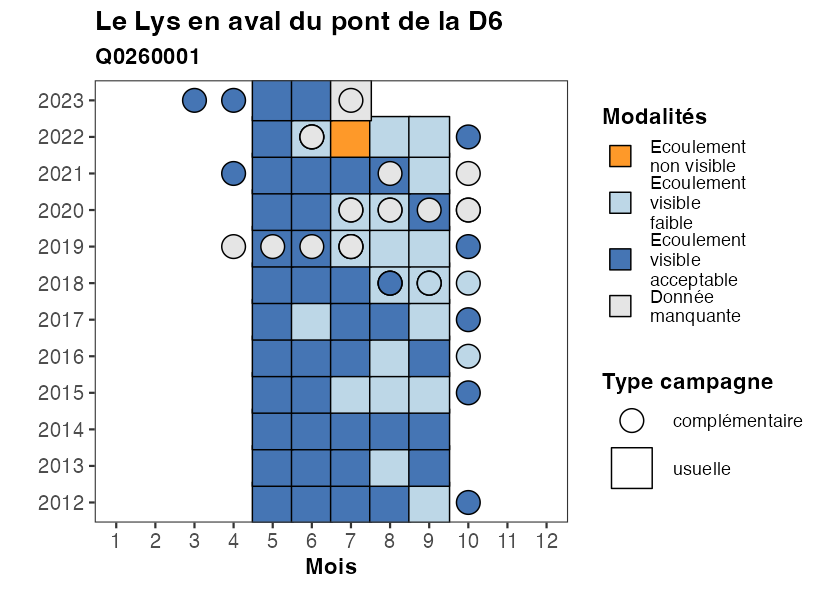 Le Lys en aval du pont de la D6
Q0260001
2023
2022
2021
2020
2019
2018
2017
2016
2015
2014
2013
2012
1 2 3 4 5 6 7 8 9 10 11 12
Mois
Modalités
Ecoulement
non visible
Ecoulement
visible
faible
Ecoulement
visible
acceptable
Donnée
manquante
Type campagne
complémentaire
usuelle